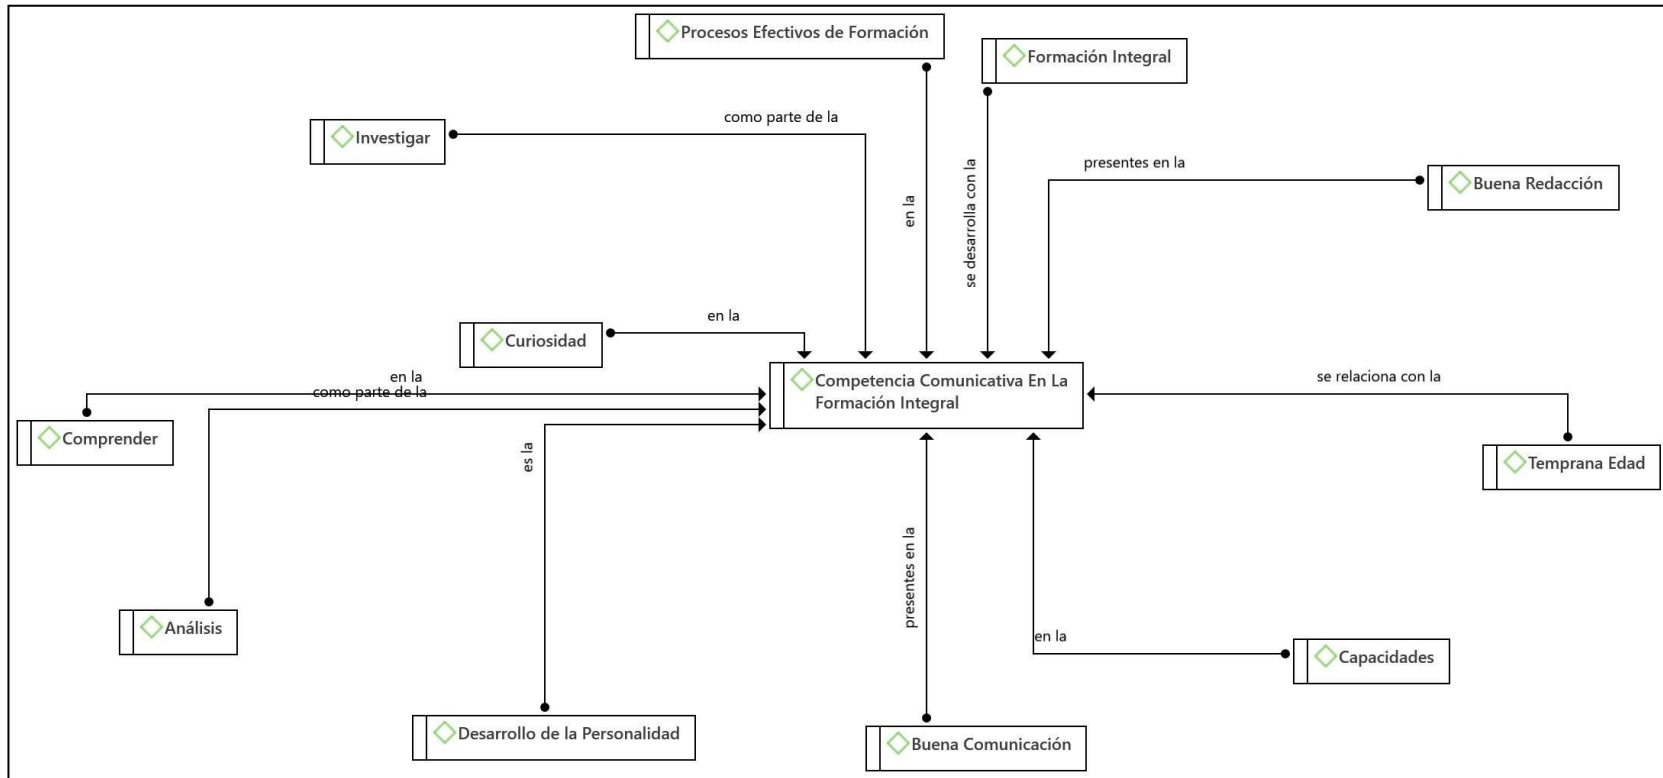 Procesos Efectivos de Formación
Formación Integral
como parte de la
Investigar
presentes en la
Buena Redacción
en la
se desarrolla con la
en la
Curiosidad
en la
como parte de la
Competencia Comunicativa En La
Formación Integral
se relaciona con la
Comprender
es la
Temprana Edad
presentes en la
Análisis
en la
Capacidades
Desarrollo de la Personalidad
Buena Comunicación